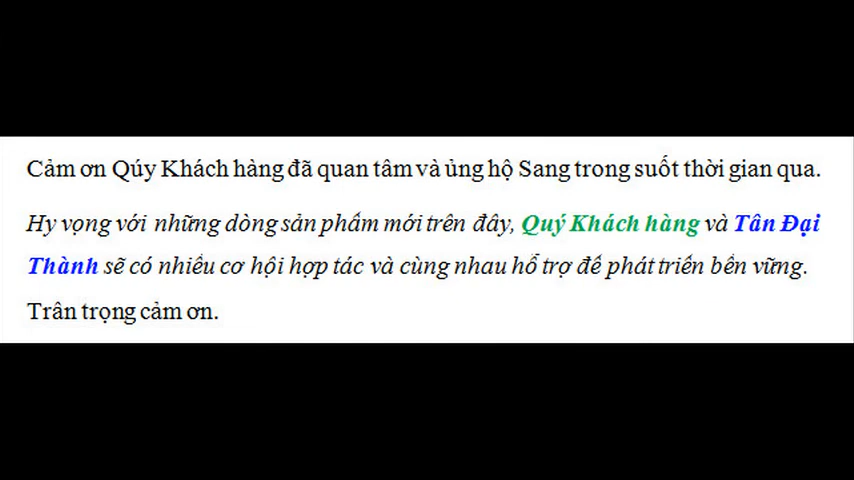 Cảm ơn Qúy Khách hàng đã quan tâm và ủng hộ Sang trong suốt thời gian qua.
Hy vọng với những dòng sản phẩm mới trên đây, Quý Khách hàng và Tân Đại
Thành sẽ có nhiều cơ hội hợp tác và cùng nhau hỗ trợ để phát triển bền vững.
Trân trọng cảm ơn.